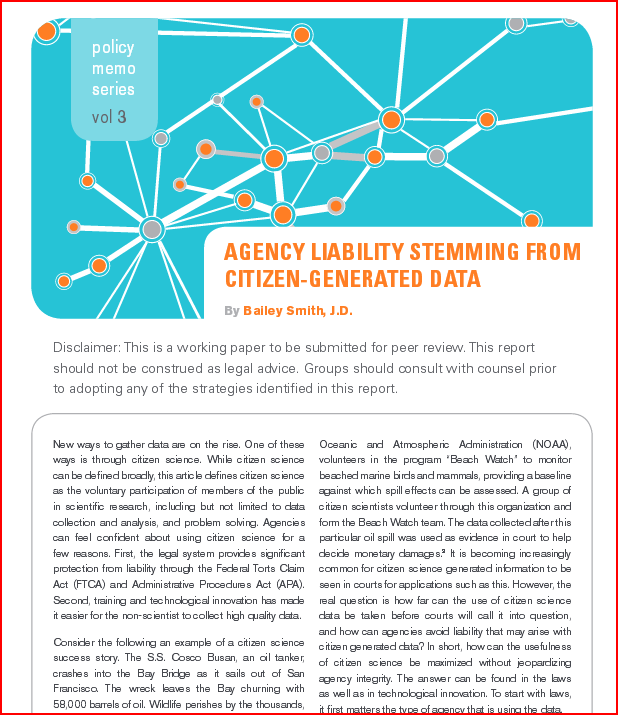 policy
memo
series
vol 3
AGENCY LIABILITY STEMMING FROM
CITIZEN-GENERATED DATA
By Bailey Smith, J.D.
Disclaimer: This is a working paper to be submitted for peer review. This report
should not be construed as legal advice. Groups should consult with counsel prior
to adopting any of the strategies identified in this report.
New ways to gather data are on the rise. One of these
ways is through citizen science. While citizen science
can be defined broadly, this article defines citizen science
as the voluntary participation of members of the public
in scientific research, including but not limited to data
collection and analysis, and problem solving. Agencies
can feel confident about using citizen science for a
few reasons. First, the legal system provides significant
protection from liability through the Federal Torts Claim
Act (FTCA) and Administrative Procedures Act (APA).
Second, training and technological innovation has made
it easier for the non-scientist to collect high quality data.
Consider the following an example of a citizen science
success story. The S.S. Cosco Busan, an oil tanker,
crashes into the Bay Bridge as it sails out of San
Francisco. The wreck leaves the Bay churning with
58,000 barrels of oil. Wildlife perishes by the thousands,
Oceanic and Atmospheric Administration (NOAA),
volunteers in the program "Beach Watch" to monitor
beached marine birds and mammals, providing a baseline
against which spill effects can be assessed. A group of
citizen scientists volunteer through this organization and
form the Beach Watch team. The data collected after this
particular oil spill was used as evidence in court to help
decide monetary damages. It is becoming increasingly
common for citizen science generated information to be
seen in courts for applications such as this. However, the
real question is how far can the use of citizen science
data be taken before courts will call it into question,
and how can agencies avoid liability that may arise with
citizen generated data? In short, how can the usefulness
of citizen science be maximized without jeopardizing
agency integrity. The answer can be found in the laws
as well as in technological innovation. To start with laws,
it first matters the type of agency that is using the data.